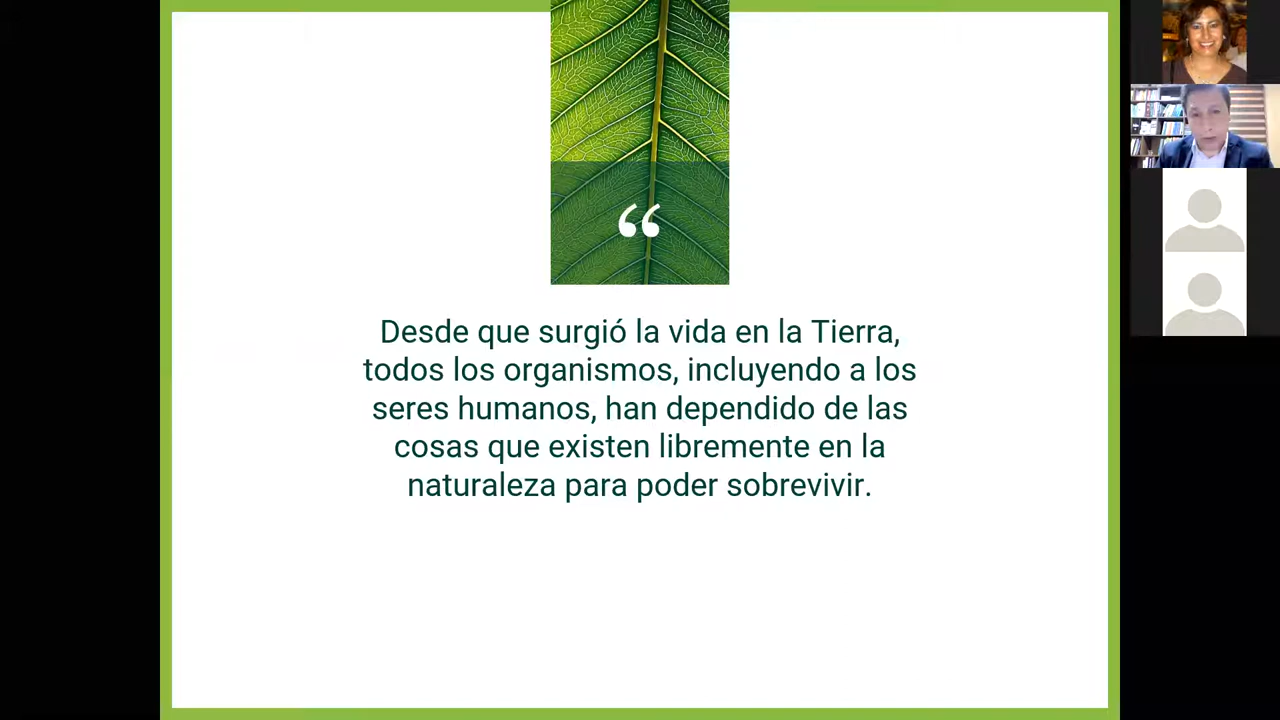 “
Desde que surgió la vida en la Tierra,
todos los organismos, incluyendo a los
seres humanos, han dependido de las
cosas que existen libremente en la
naturaleza para poder sobrevivir.